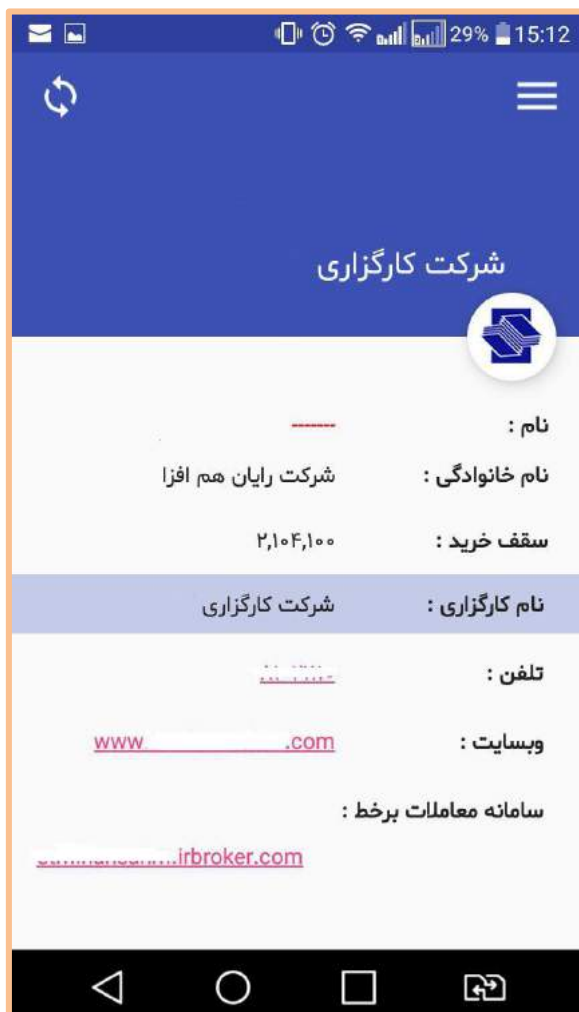 29% 15:12
شرکت کارگزاری
نام : -------
نام خانوادگی : شرکت رایان هم افزا
سقف خرید : ۲,۱۰۴,۱۰۰
نام کارگزاری : شرکت کارگزاری
تلفن :
وبسایت : www. .com
سامانه معاملات برخط :
.irbroker.com